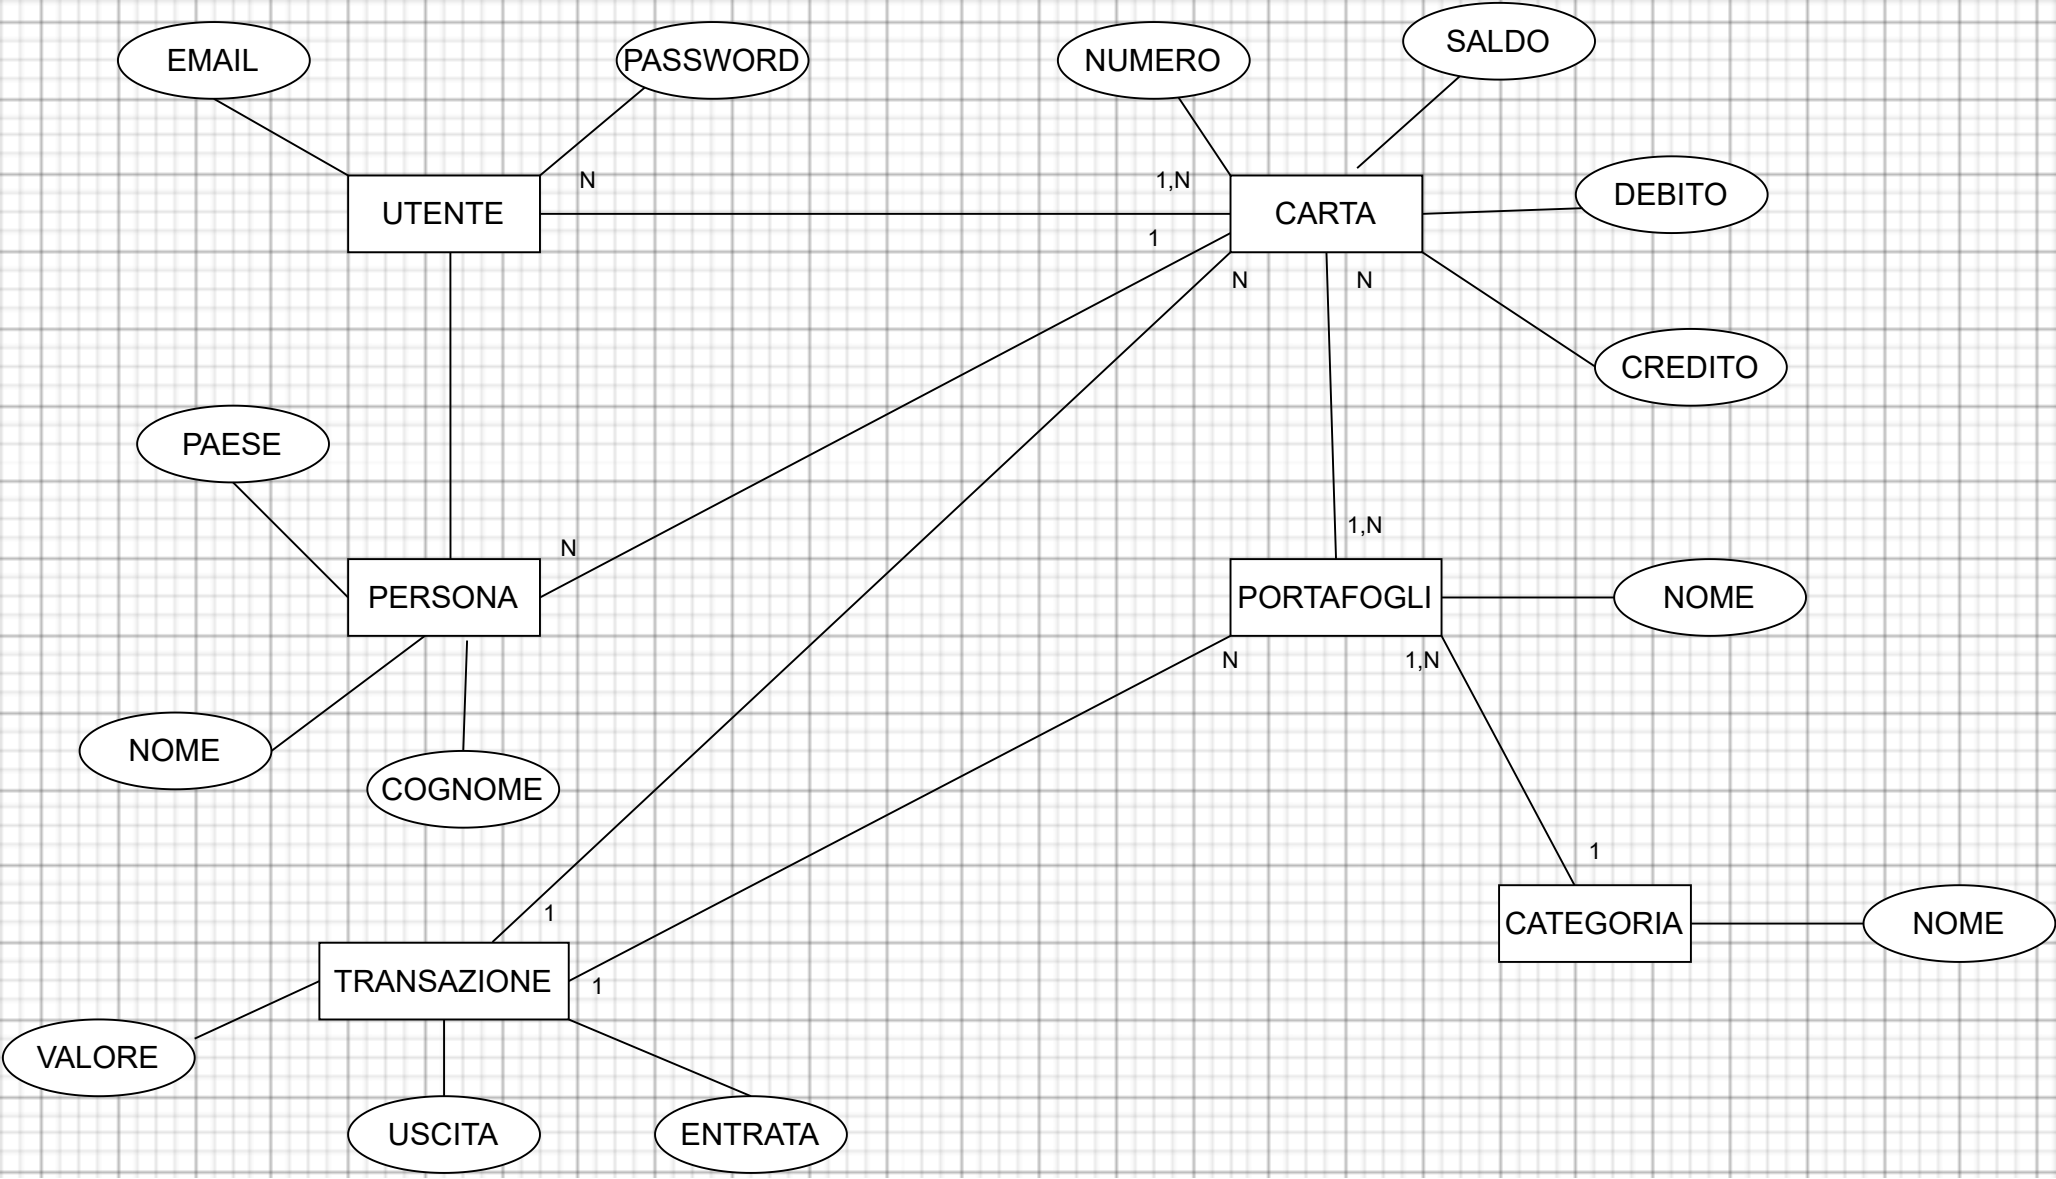 SALDO
EMAIL
PASSWORD
NUMERO
N
1,N
DEBITO
UTENTE
CARTA
1
N
N
CREDITO
PAESE
1,N
N
PERSONA
PORTAFOGLI
NOME
N
1,N
NOME
COGNOME
1
1
CATEGORIA
NOME
TRANSAZIONE
1
VALORE
USCITA
ENTRATA